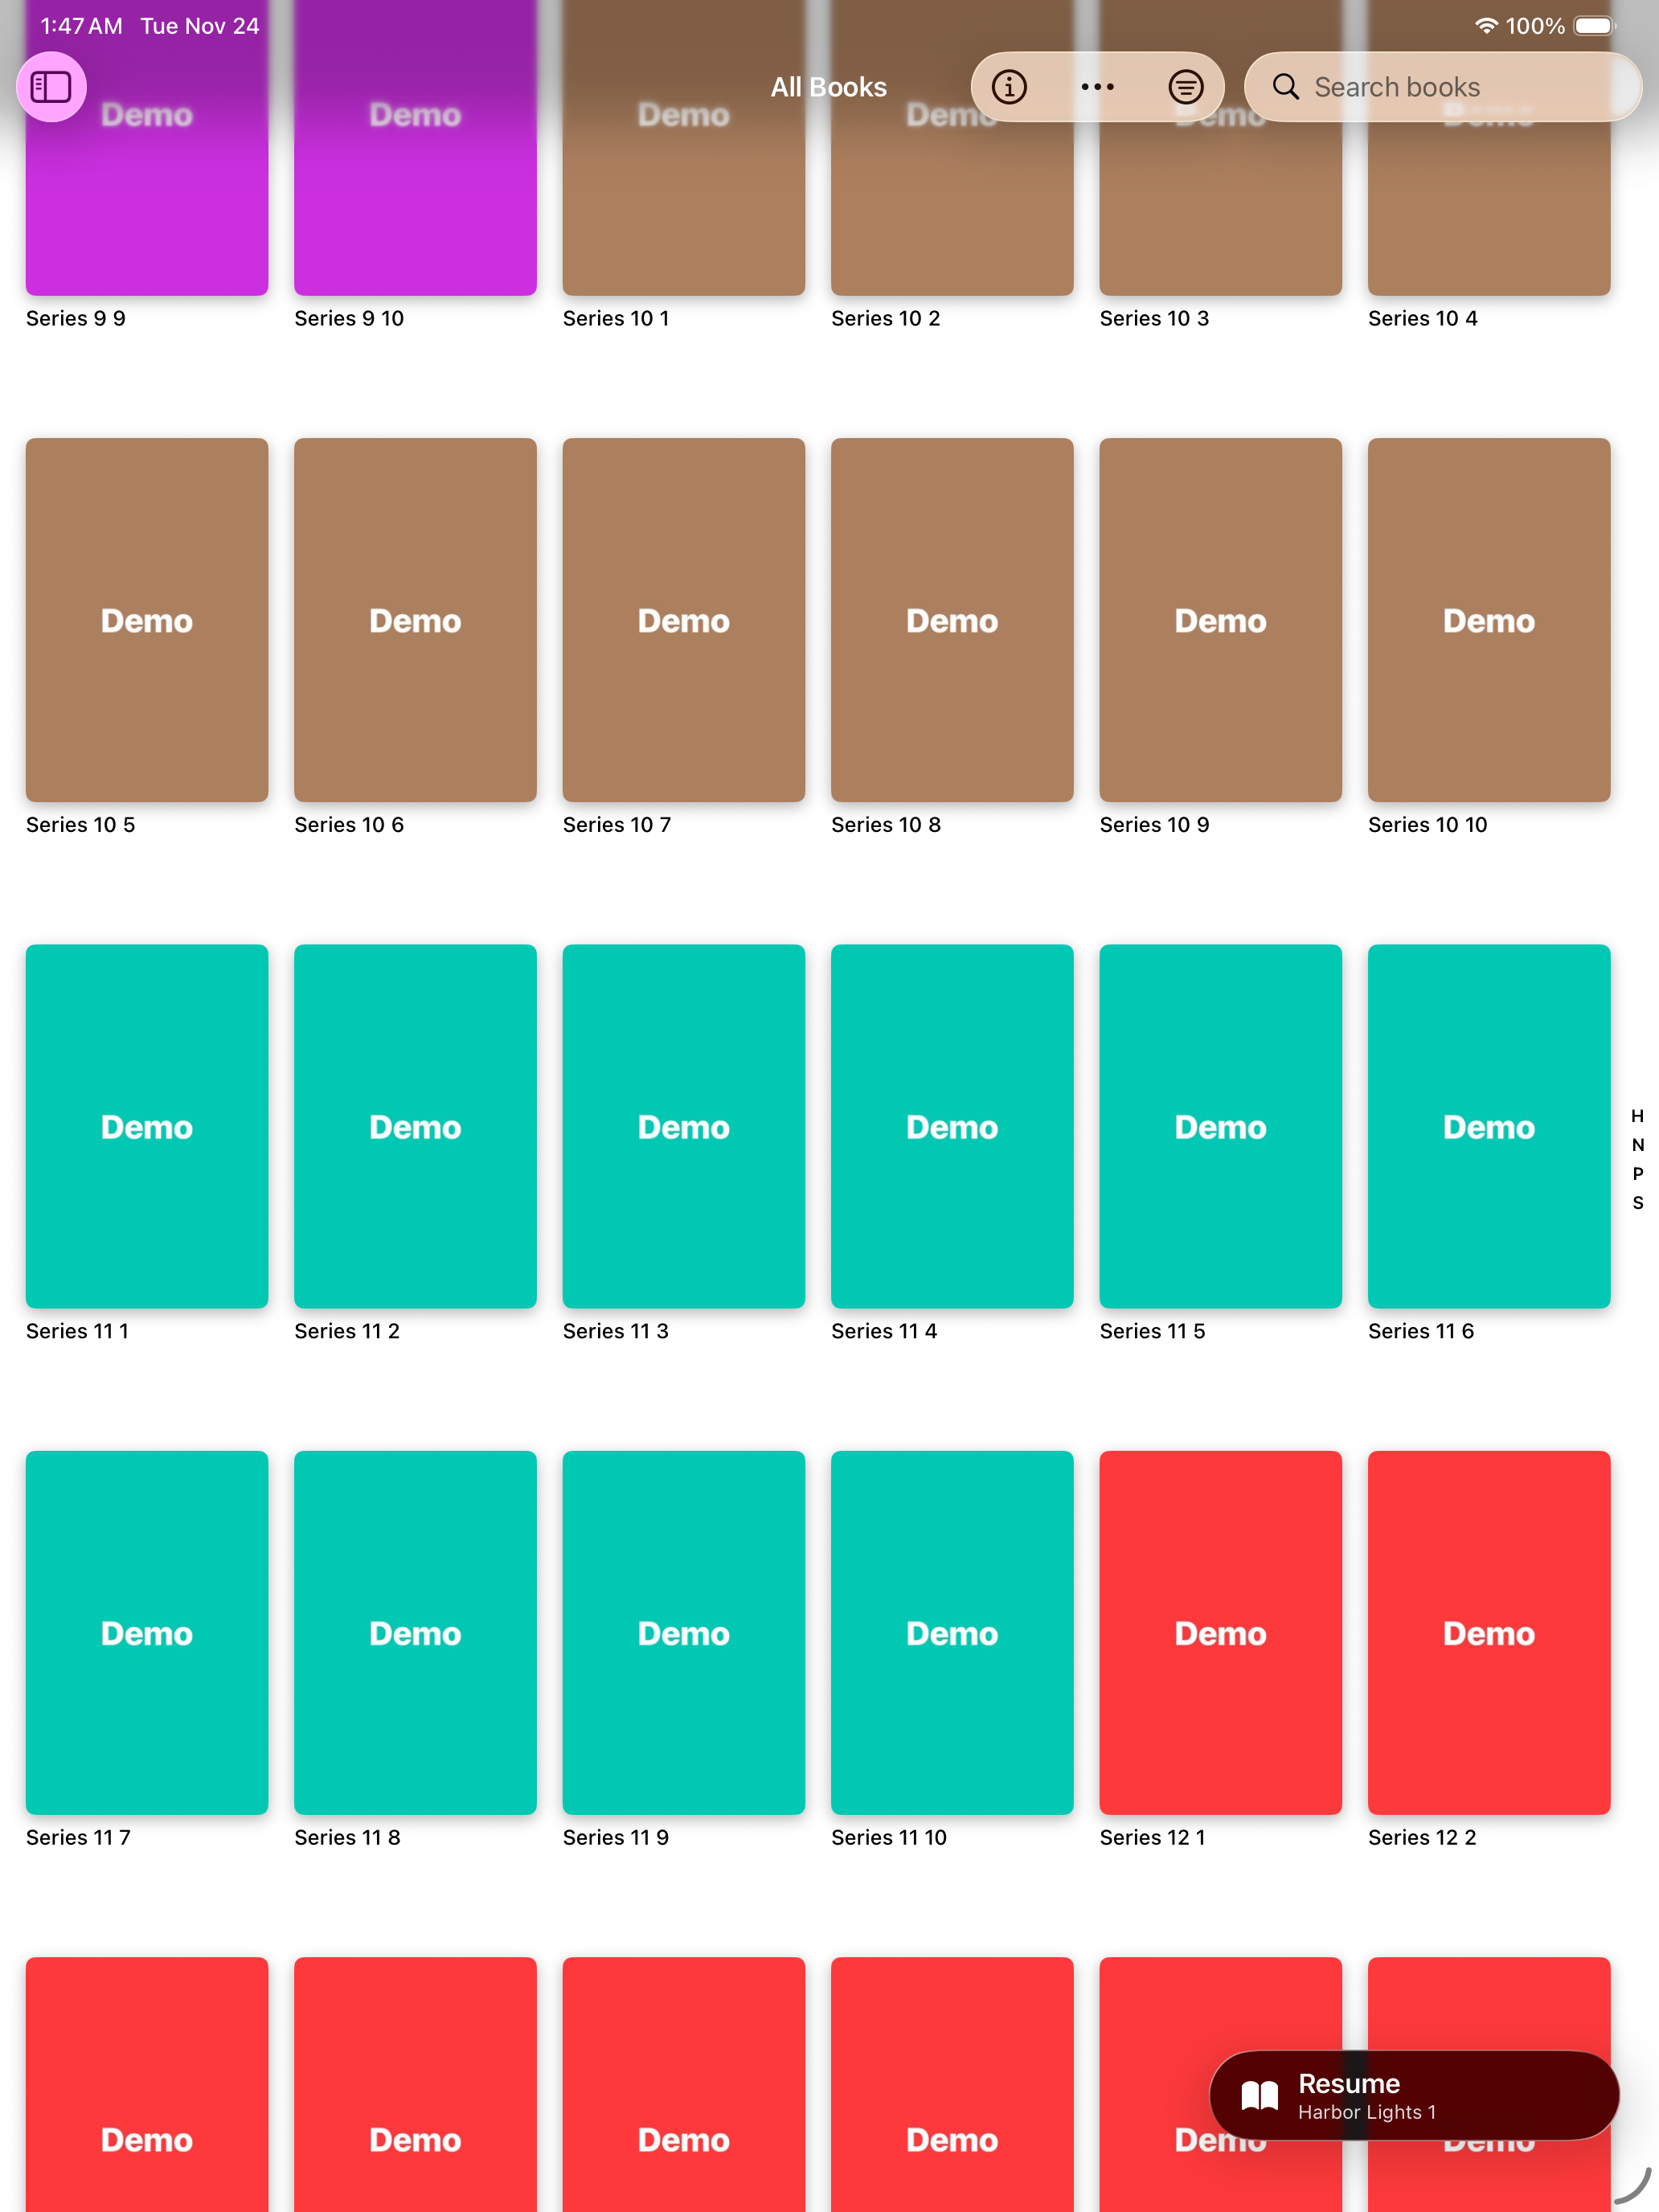 1:47 AM Tue Nov 24 100%
All Books Search books
Demo Demo Demo Demo Demo Demo
Series 9 9 Series 9 10 Series 10 1 Series 10 2 Series 10 3 Series 10 4
Demo Demo Demo Demo Demo Demo
Series 10 5 Series 10 6 Series 10 7 Series 10 8 Series 10 9 Series 10 10
Demo Demo Demo Demo Demo Demo
H
N
P
S
Series 11 1 Series 11 2 Series 11 3 Series 11 4 Series 11 5 Series 11 6
Demo Demo Demo Demo Demo Demo
Series 11 7 Series 11 8 Series 11 9 Series 11 10 Series 12 1 Series 12 2
Resume
Harbor Lights 1
Demo Demo Demo Demo Demo Demo